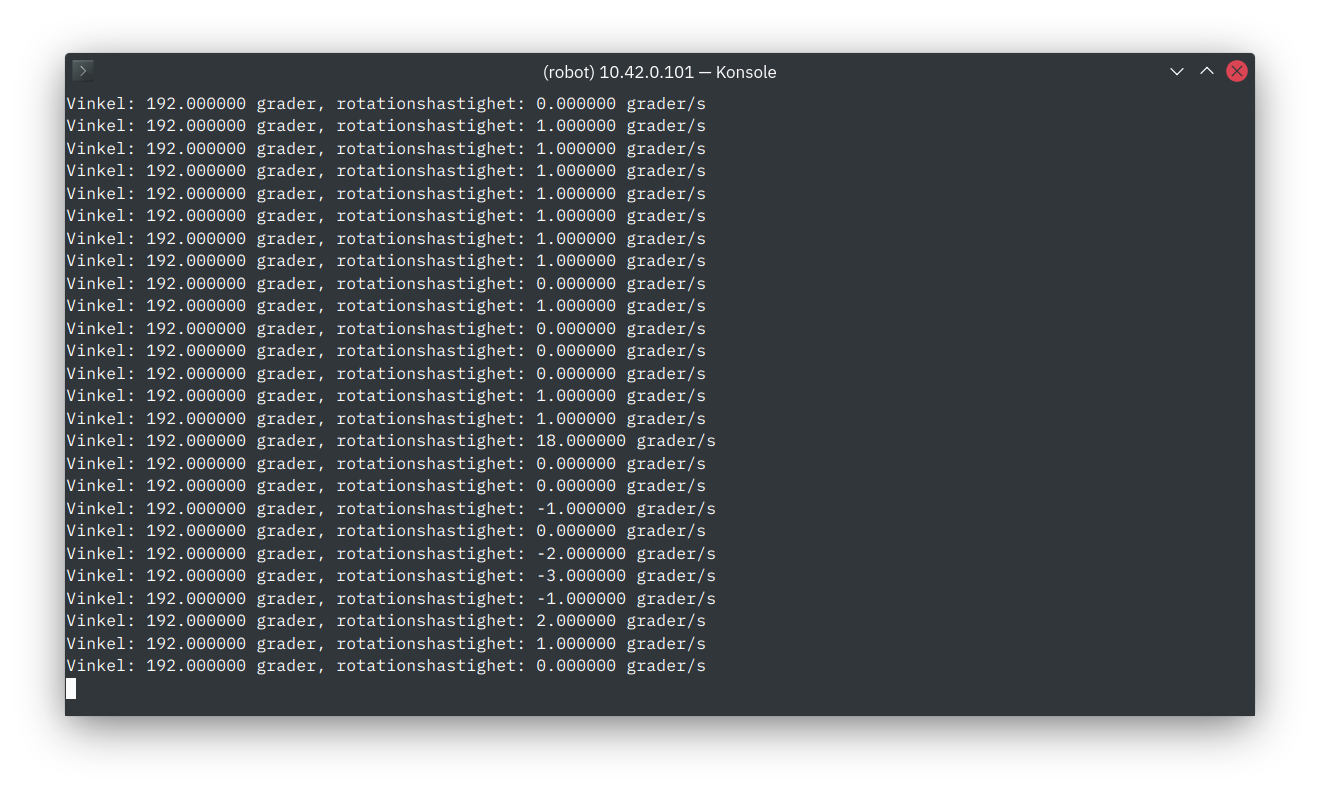 (robot) 10.42.0.101 — Konsole
Vinkel: 192.000000 grader, rotationshastighet: 0.000000 grader/s
Vinkel: 192.000000 grader, rotationshastighet: 1.000000 grader/s
Vinkel: 192.000000 grader, rotationshastighet: 1.000000 grader/s
Vinkel: 192.000000 grader, rotationshastighet: 1.000000 grader/s
Vinkel: 192.000000 grader, rotationshastighet: 1.000000 grader/s
Vinkel: 192.000000 grader, rotationshastighet: 1.000000 grader/s
Vinkel: 192.000000 grader, rotationshastighet: 1.000000 grader/s
Vinkel: 192.000000 grader, rotationshastighet: 1.000000 grader/s
Vinkel: 192.000000 grader, rotationshastighet: 0.000000 grader/s
Vinkel: 192.000000 grader, rotationshastighet: 1.000000 grader/s
Vinkel: 192.000000 grader, rotationshastighet: 0.000000 grader/s
Vinkel: 192.000000 grader, rotationshastighet: 0.000000 grader/s
Vinkel: 192.000000 grader, rotationshastighet: 0.000000 grader/s
Vinkel: 192.000000 grader, rotationshastighet: 1.000000 grader/s
Vinkel: 192.000000 grader, rotationshastighet: 1.000000 grader/s
Vinkel: 192.000000 grader, rotationshastighet: 18.000000 grader/s
Vinkel: 192.000000 grader, rotationshastighet: 0.000000 grader/s
Vinkel: 192.000000 grader, rotationshastighet: 0.000000 grader/s
Vinkel: 192.000000 grader, rotationshastighet: -1.000000 grader/s
Vinkel: 192.000000 grader, rotationshastighet: 0.000000 grader/s
Vinkel: 192.000000 grader, rotationshastighet: -2.000000 grader/s
Vinkel: 192.000000 grader, rotationshastighet: -3.000000 grader/s
Vinkel: 192.000000 grader, rotationshastighet: -1.000000 grader/s
Vinkel: 192.000000 grader, rotationshastighet: 2.000000 grader/s
Vinkel: 192.000000 grader, rotationshastighet: 1.000000 grader/s
Vinkel: 192.000000 grader, rotationshastighet: 0.000000 grader/s